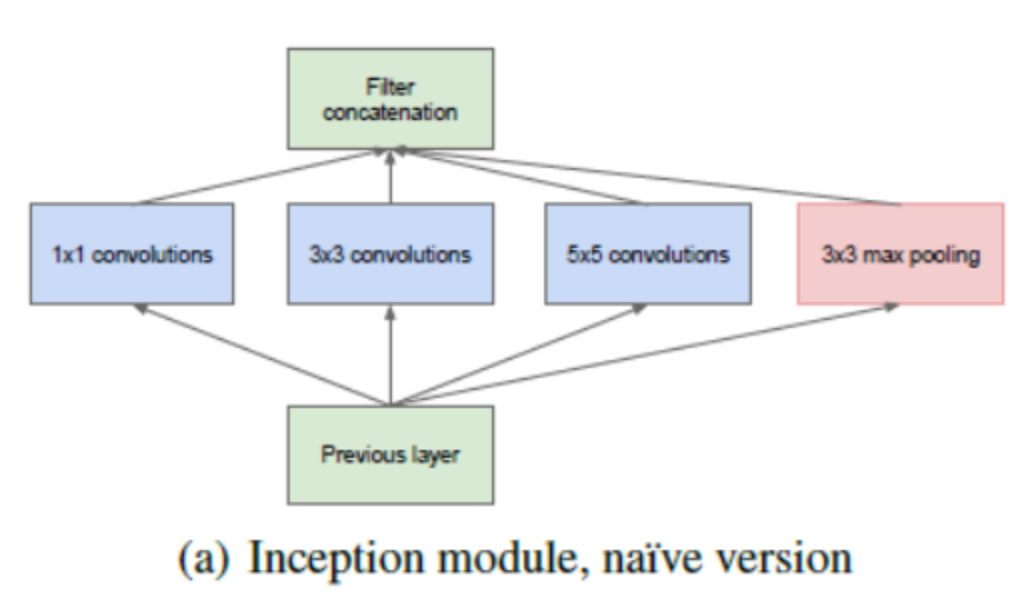 Filter
concatenation
1x1 convolutions
3x3 convolutions
5x5 convolutions
3x3 max pooling
Previous layer
(a) Inception module, naïve version